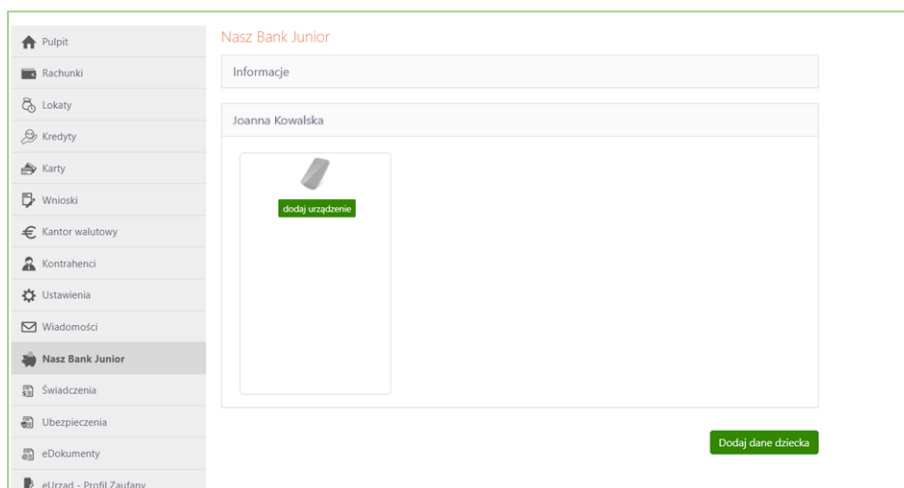 Pulpit
Rachunki
Lokaty
Kredyty
Karty
Wnioski
Kantor walutowy
Kontrahenci
Ustawienia
Wiadomości
Nasz Bank Junior
Świadczenia
Ubezpieczenia
eDokumenty
eUrząd - Profil Zaufany
Nasz Bank Junior
Informacje
Joanna Kowalska
dodaj urządzenie
Dodaj dane dziecka